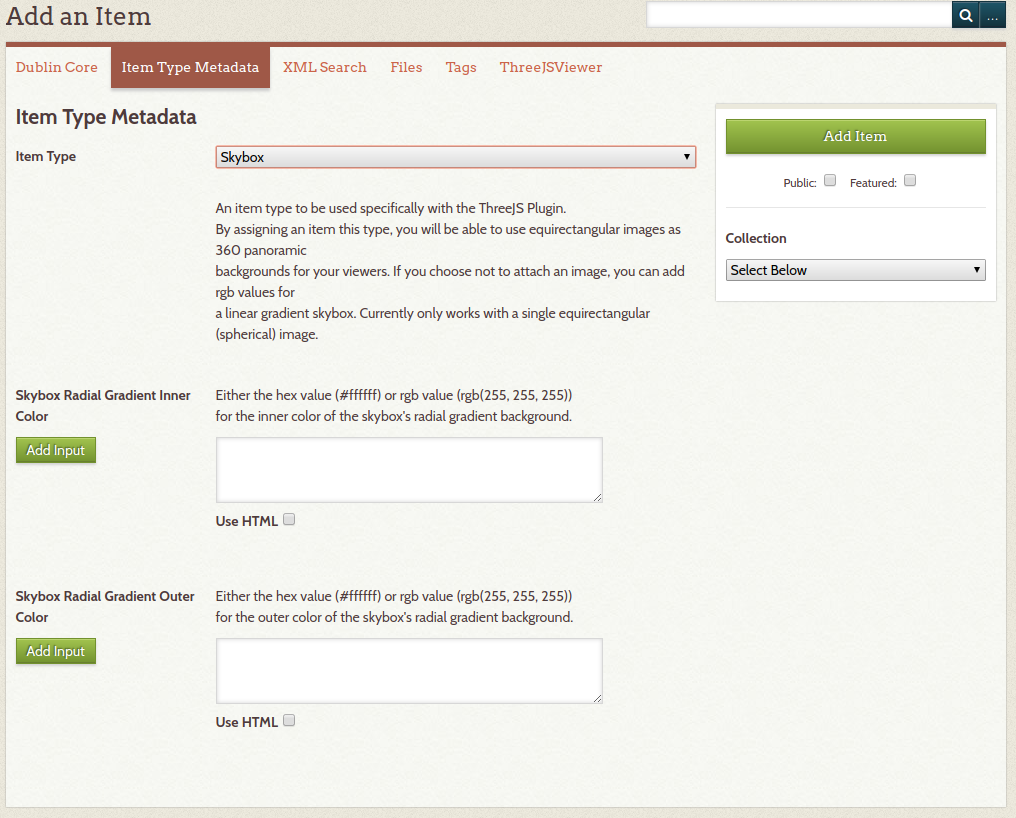 Add an Item
...
Dublin Core
Item Type Metadata
XML Search
Files
Tags
ThreeJSViewer
Item Type Metadata
Item Type
Skybox
An item type to be used specifically with the ThreeJS Plugin.
By assigning an item this type, you will be able to use equirectangular images as
360 panoramic
backgrounds for your viewers. If you choose not to attach an image, you can add
rgb values for
a linear gradient skybox. Currently only works with a single equirectangular
(spherical) image.
Add Item
Public:
Featured:
Collection
Select Below
Skybox Radial Gradient Inner
Color
Add Input
Either the hex value (#ffffff) or rgb value (rgb(255, 255, 255))
for the inner color of the skybox's radial gradient background.
Use HTML
Skybox Radial Gradient Outer
Color
Add Input
Either the hex value (#ffffff) or rgb value (rgb(255, 255, 255))
for the outer color of the skybox's radial gradient background.
Use HTML